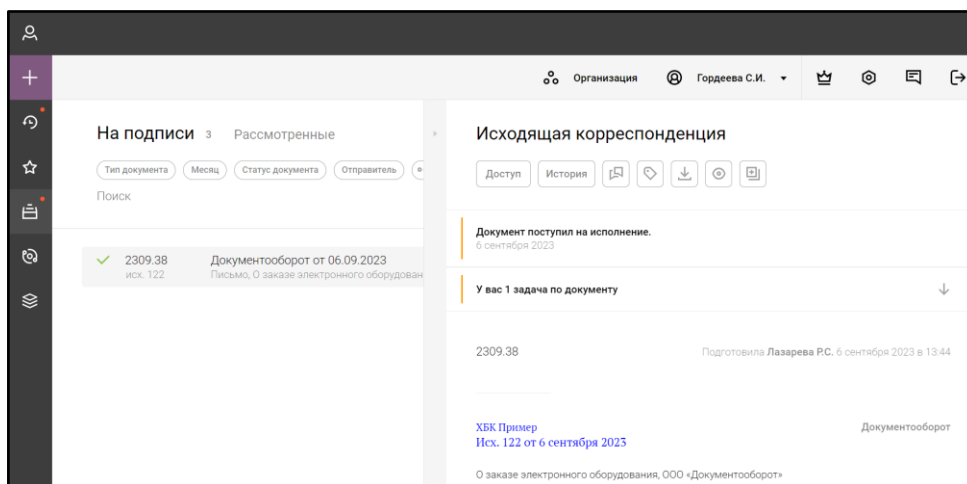 Организация Гордеева С.И.
На подписи 3 Рассмотренные
Тип документа Месяц Статус документа Отправитель
Поиск
2309.38 Документооборот от 06.09.2023
исх. 122 Письмо, О заказе электронного оборудован
Исходящая корреспонденция
Доступ История
Документ поступил на исполнение.
6 сентября 2023
У вас 1 задача по документу
2309.38 Подготовила Лазарева Р.С. 6 сентября 2023 в 13:44
ХБК Пример Документооборот
Исх. 122 от 6 сентября 2023
О заказе электронного оборудования, ООО «Документооборот»